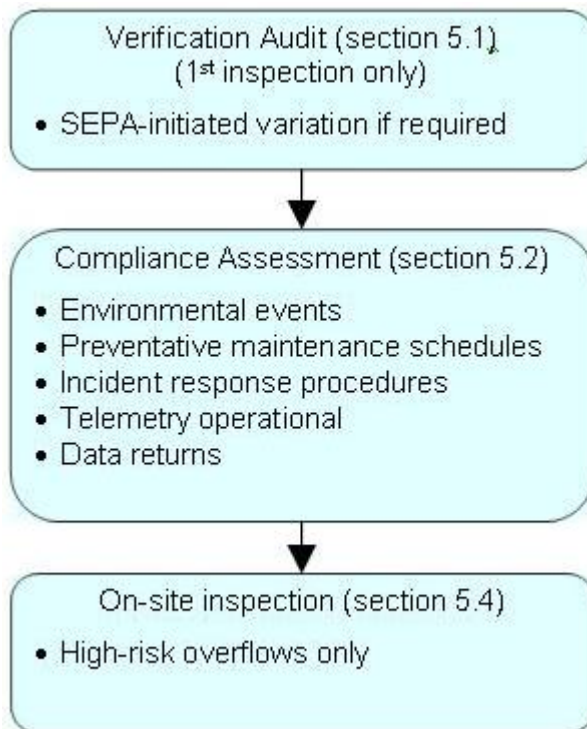 Verification Audit (section 5.1)
(1st inspection only)
• SEPA-initiated variation if required
Compliance Assessment (section 5.2)
• Environmental events
• Preventative maintenance schedules
• Incident response procedures
• Telemetry operational
• Data returns
On-site inspection (section 5.4)
• High-risk overflows only